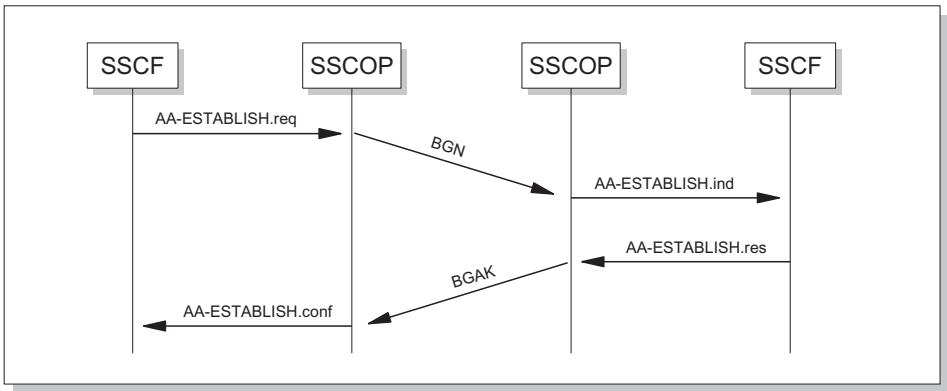 SSCF
SSCOP
SSCOP
SSCF
AA-ESTABLISH.req
BGN
AA-ESTABLISH.ind
AA-ESTABLISH.res
BGAK
AA-ESTABLISH.conf